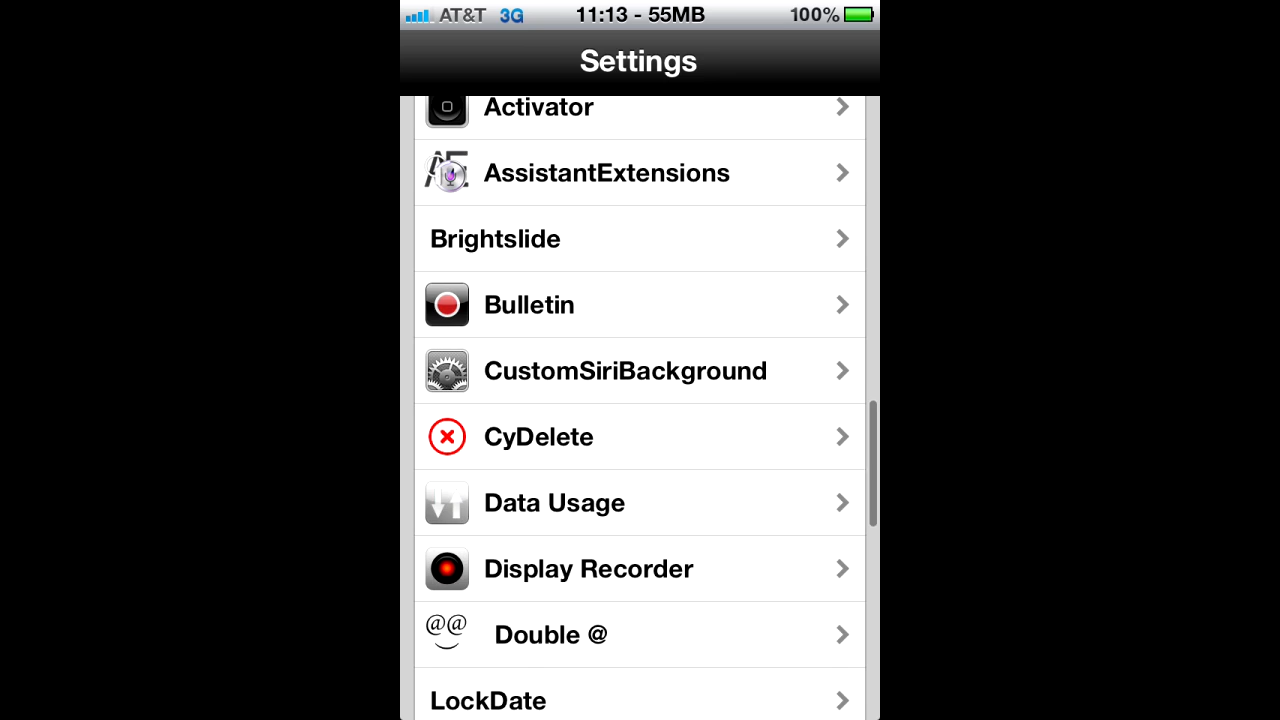 AT&T 3G 11:13 - 55MB 100%
Settings
Activator
AssistantExtensions
Brightslide
Bulletin
CustomSiriBackground
CyDelete
Data Usage
Display Recorder
@@ Double @
LockDate